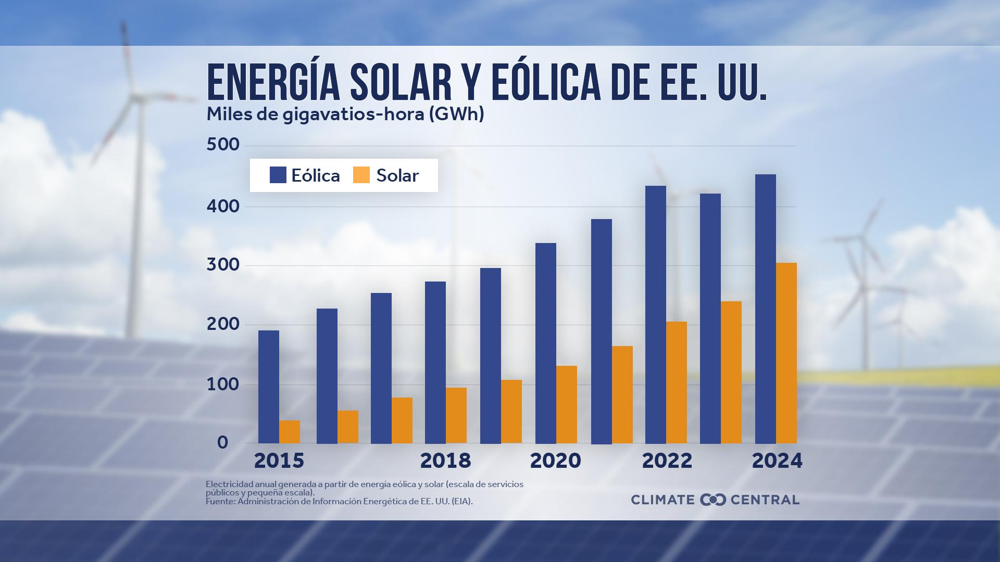 ENERGÍA SOLAR Y EÓLICA DE EE. UU.
Miles de gigavatios-hora (GWh)
500
Eólica Solar
400
300
200
100
0
2015 2018 2020 2022 2024
Electricidad anual generada a partir de energía eólica y solar (escala de servicios
públicos y pequeña escala).
Fuente: Administración de Información Energética de EE. UU. (EIA).
CLIMATE CENTRAL